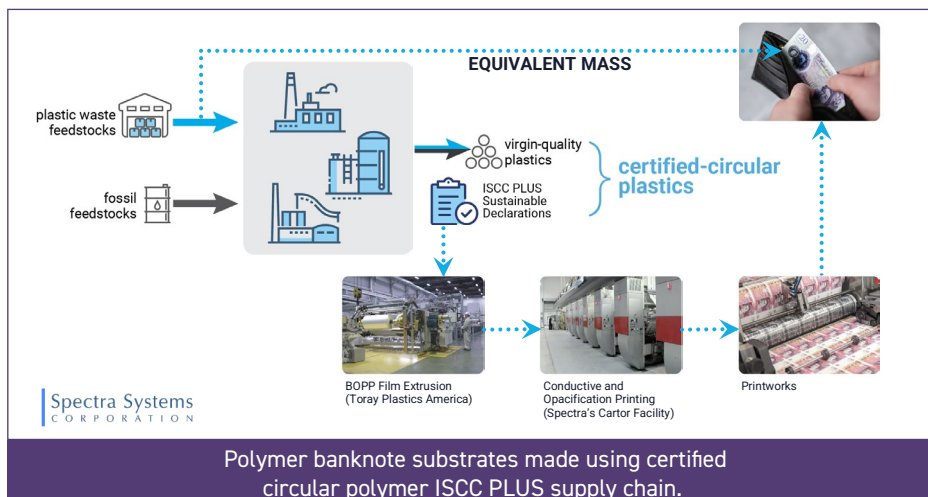 EQUIVALENT MASS
plastic waste
feedstocks
fossil
feedstocks
virgin-quality
plastics
ISCC PLUS
Sustainable
Declarations
certified-circular
plastics
20
BOPP Film Extrusion
(Toray Plastics America)
Conductive and
Opacification Printing
(Spectra's Cartor Facility)
Printworks
Spectra Systems
CORPORATION
Polymer banknote substrates made using certified
circular polymer ISCC PLUS supply chain.